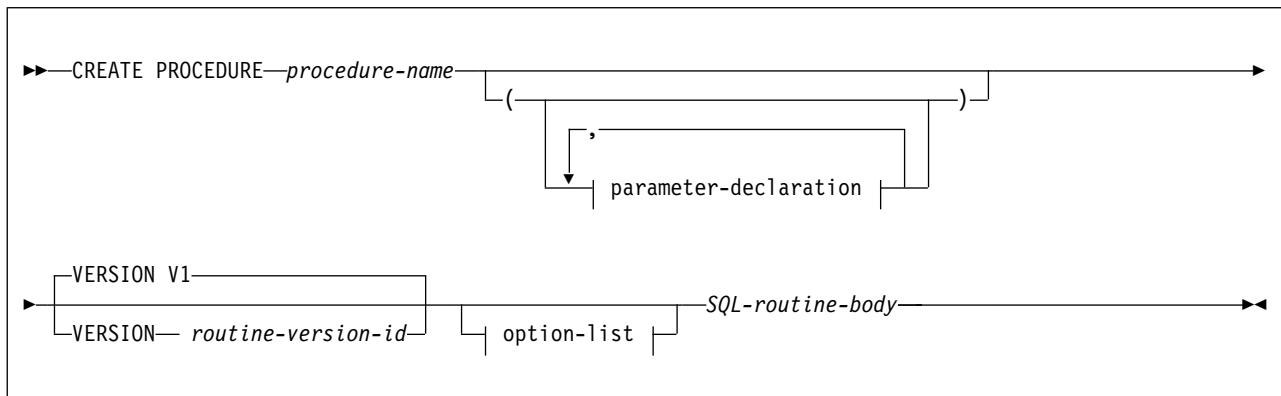 CREATE PROCEDURE procedure-name
( )
,
parameter-declaration
VERSION V1
VERSION routine-version-id
option-list
SQL-routine-body